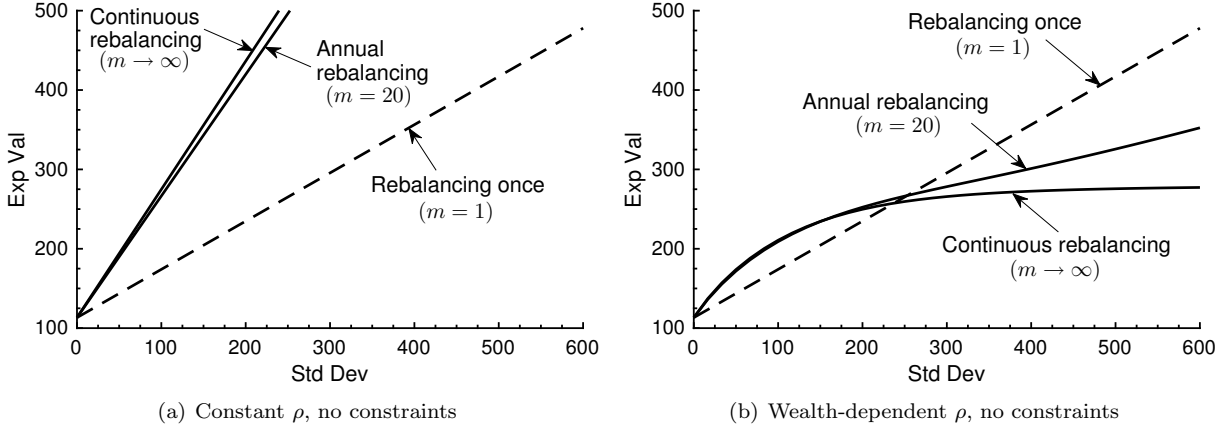 500
400
300
200
100
Exp Val
0
100
200
300
400
500
600
Std Dev
Continuous
rebalancing
(m → ∞)
Annual
rebalancing
(m = 20)
Rebalancing once
(m = 1)
(a) Constant ρ, no constraints
500
400
300
200
100
Exp Val
0
100
200
300
400
500
600
Std Dev
Rebalancing once
(m = 1)
Annual rebalancing
(m = 20)
Continuous rebalancing
(m → ∞)
(b) Wealth-dependent ρ, no constraints